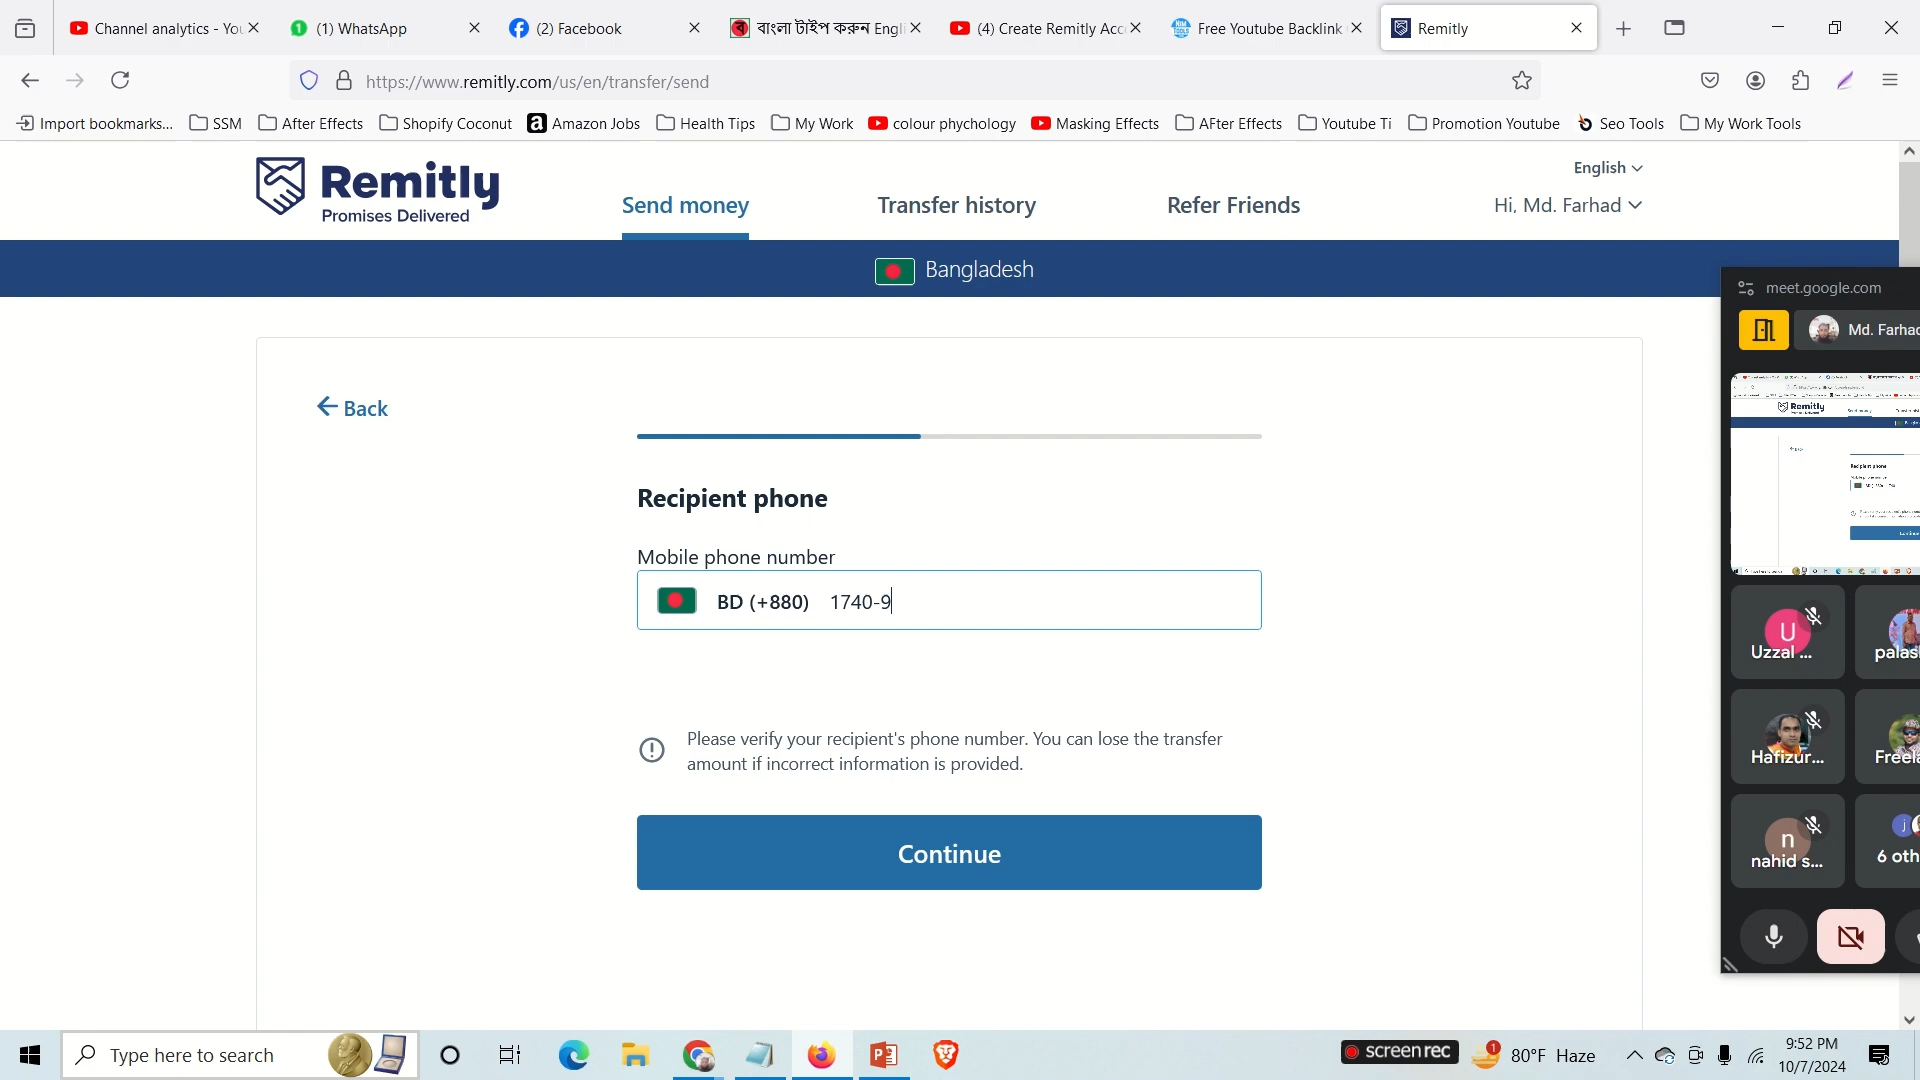 Channel analytics - You
(1) WhatsApp
(2) Facebook
বাংলা টাইপ করুন Engli
(4) Create Remitly Acc
Free Youtube Backlink
Remitly
https://www.remitly.com/us/en/transfer/send
Import bookmarks...
SSM
After Effects
Shopify Coconut
Amazon Jobs
Health Tips
My Work
colour phychology
Masking Effects
AFter Effects
Youtube Ti
Promotion Youtube
Seo Tools
My Work Tools
Remitly
Promises Delivered
Send money
Transfer history
Refer Friends
English
Hi, Md. Farhad
Bangladesh
meet.google.com
Md. Farhad
Back
Recipient phone
Mobile phone number
BD (+880) 1740-9
Please verify your recipient's phone number. You can lose the transfer
amount if incorrect information is provided.
Continue
U
Uzzal ...
palas
Hafizur...
Freela
n
nahid s...
j
6 oth
Type here to search
screen rec
1
80°F Haze
9:52 PM
10/7/2024